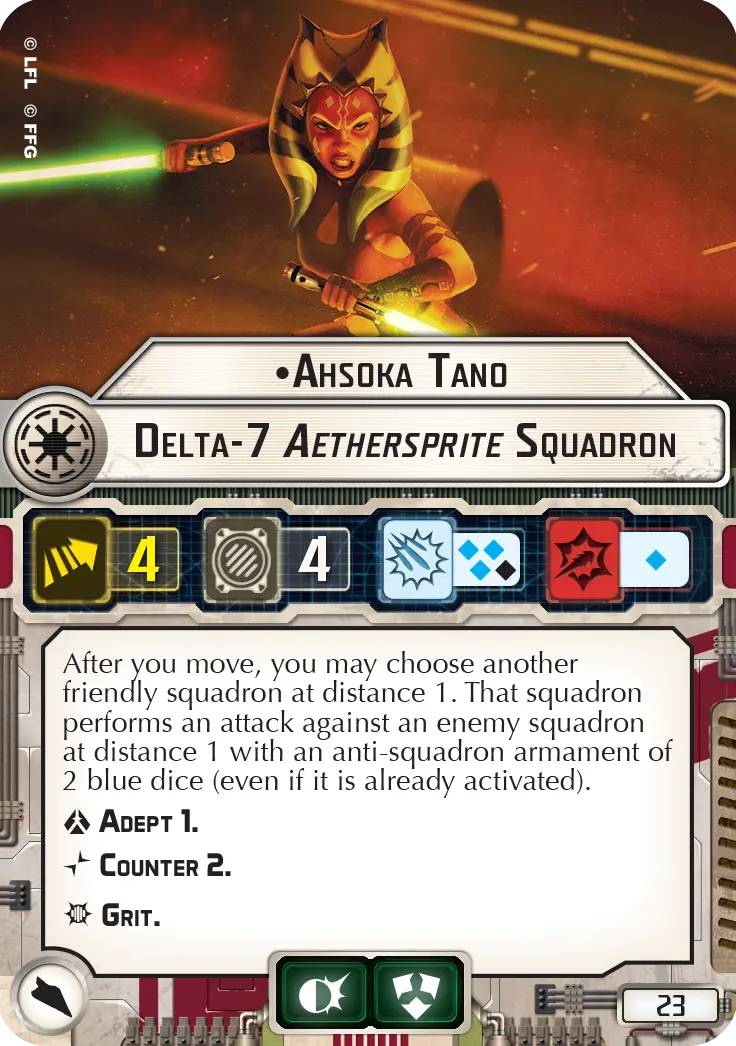 © LFL © FFG
•Ahsoka Tano
Delta-7 Aethersprite Squadron
4 4
After you move, you may choose another
friendly squadron at distance 1. That squadron
performs an attack against an enemy squadron
at distance 1 with an anti-squadron armament of
2 blue dice (even if it is already activated).
Adept 1.
Counter 2.
Grit.
23